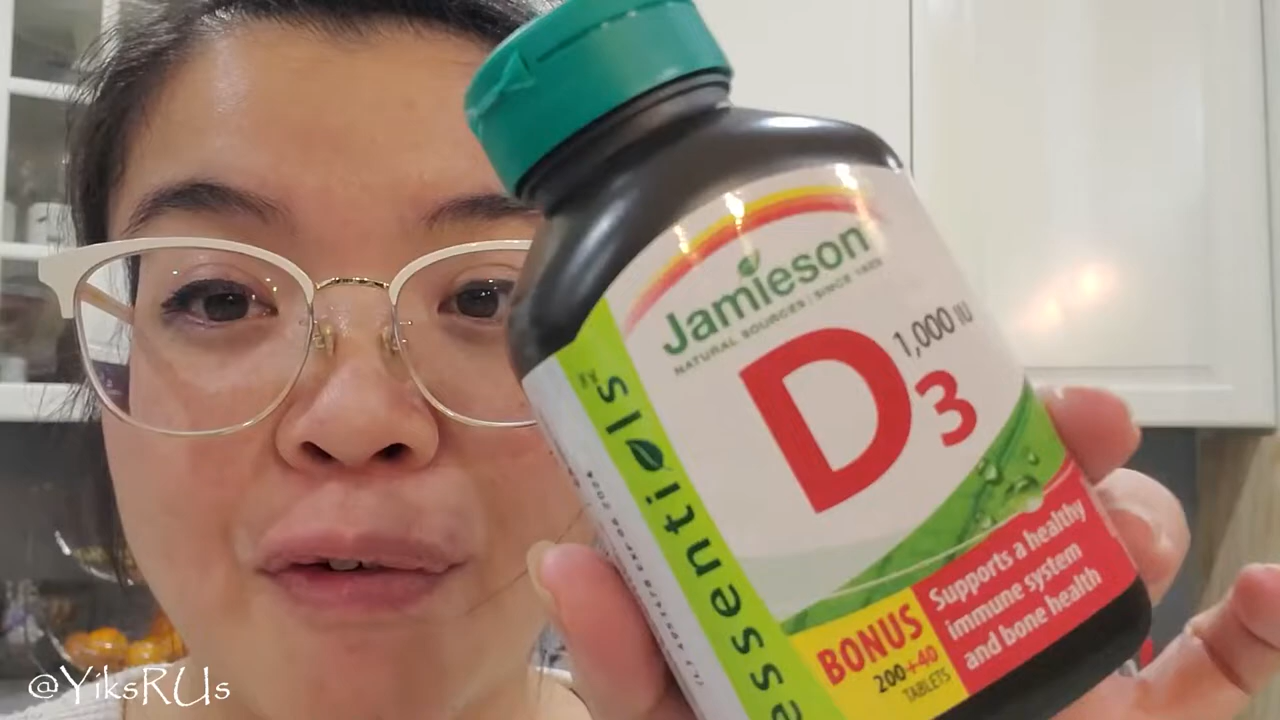 Jamieson
NATURAL SOURCES | SINCE 1922
D3
1,000 IU
essentials
BONUS
200+40
TABLETS
Supports a healthy
immune system
and bone health
@YiksRUs